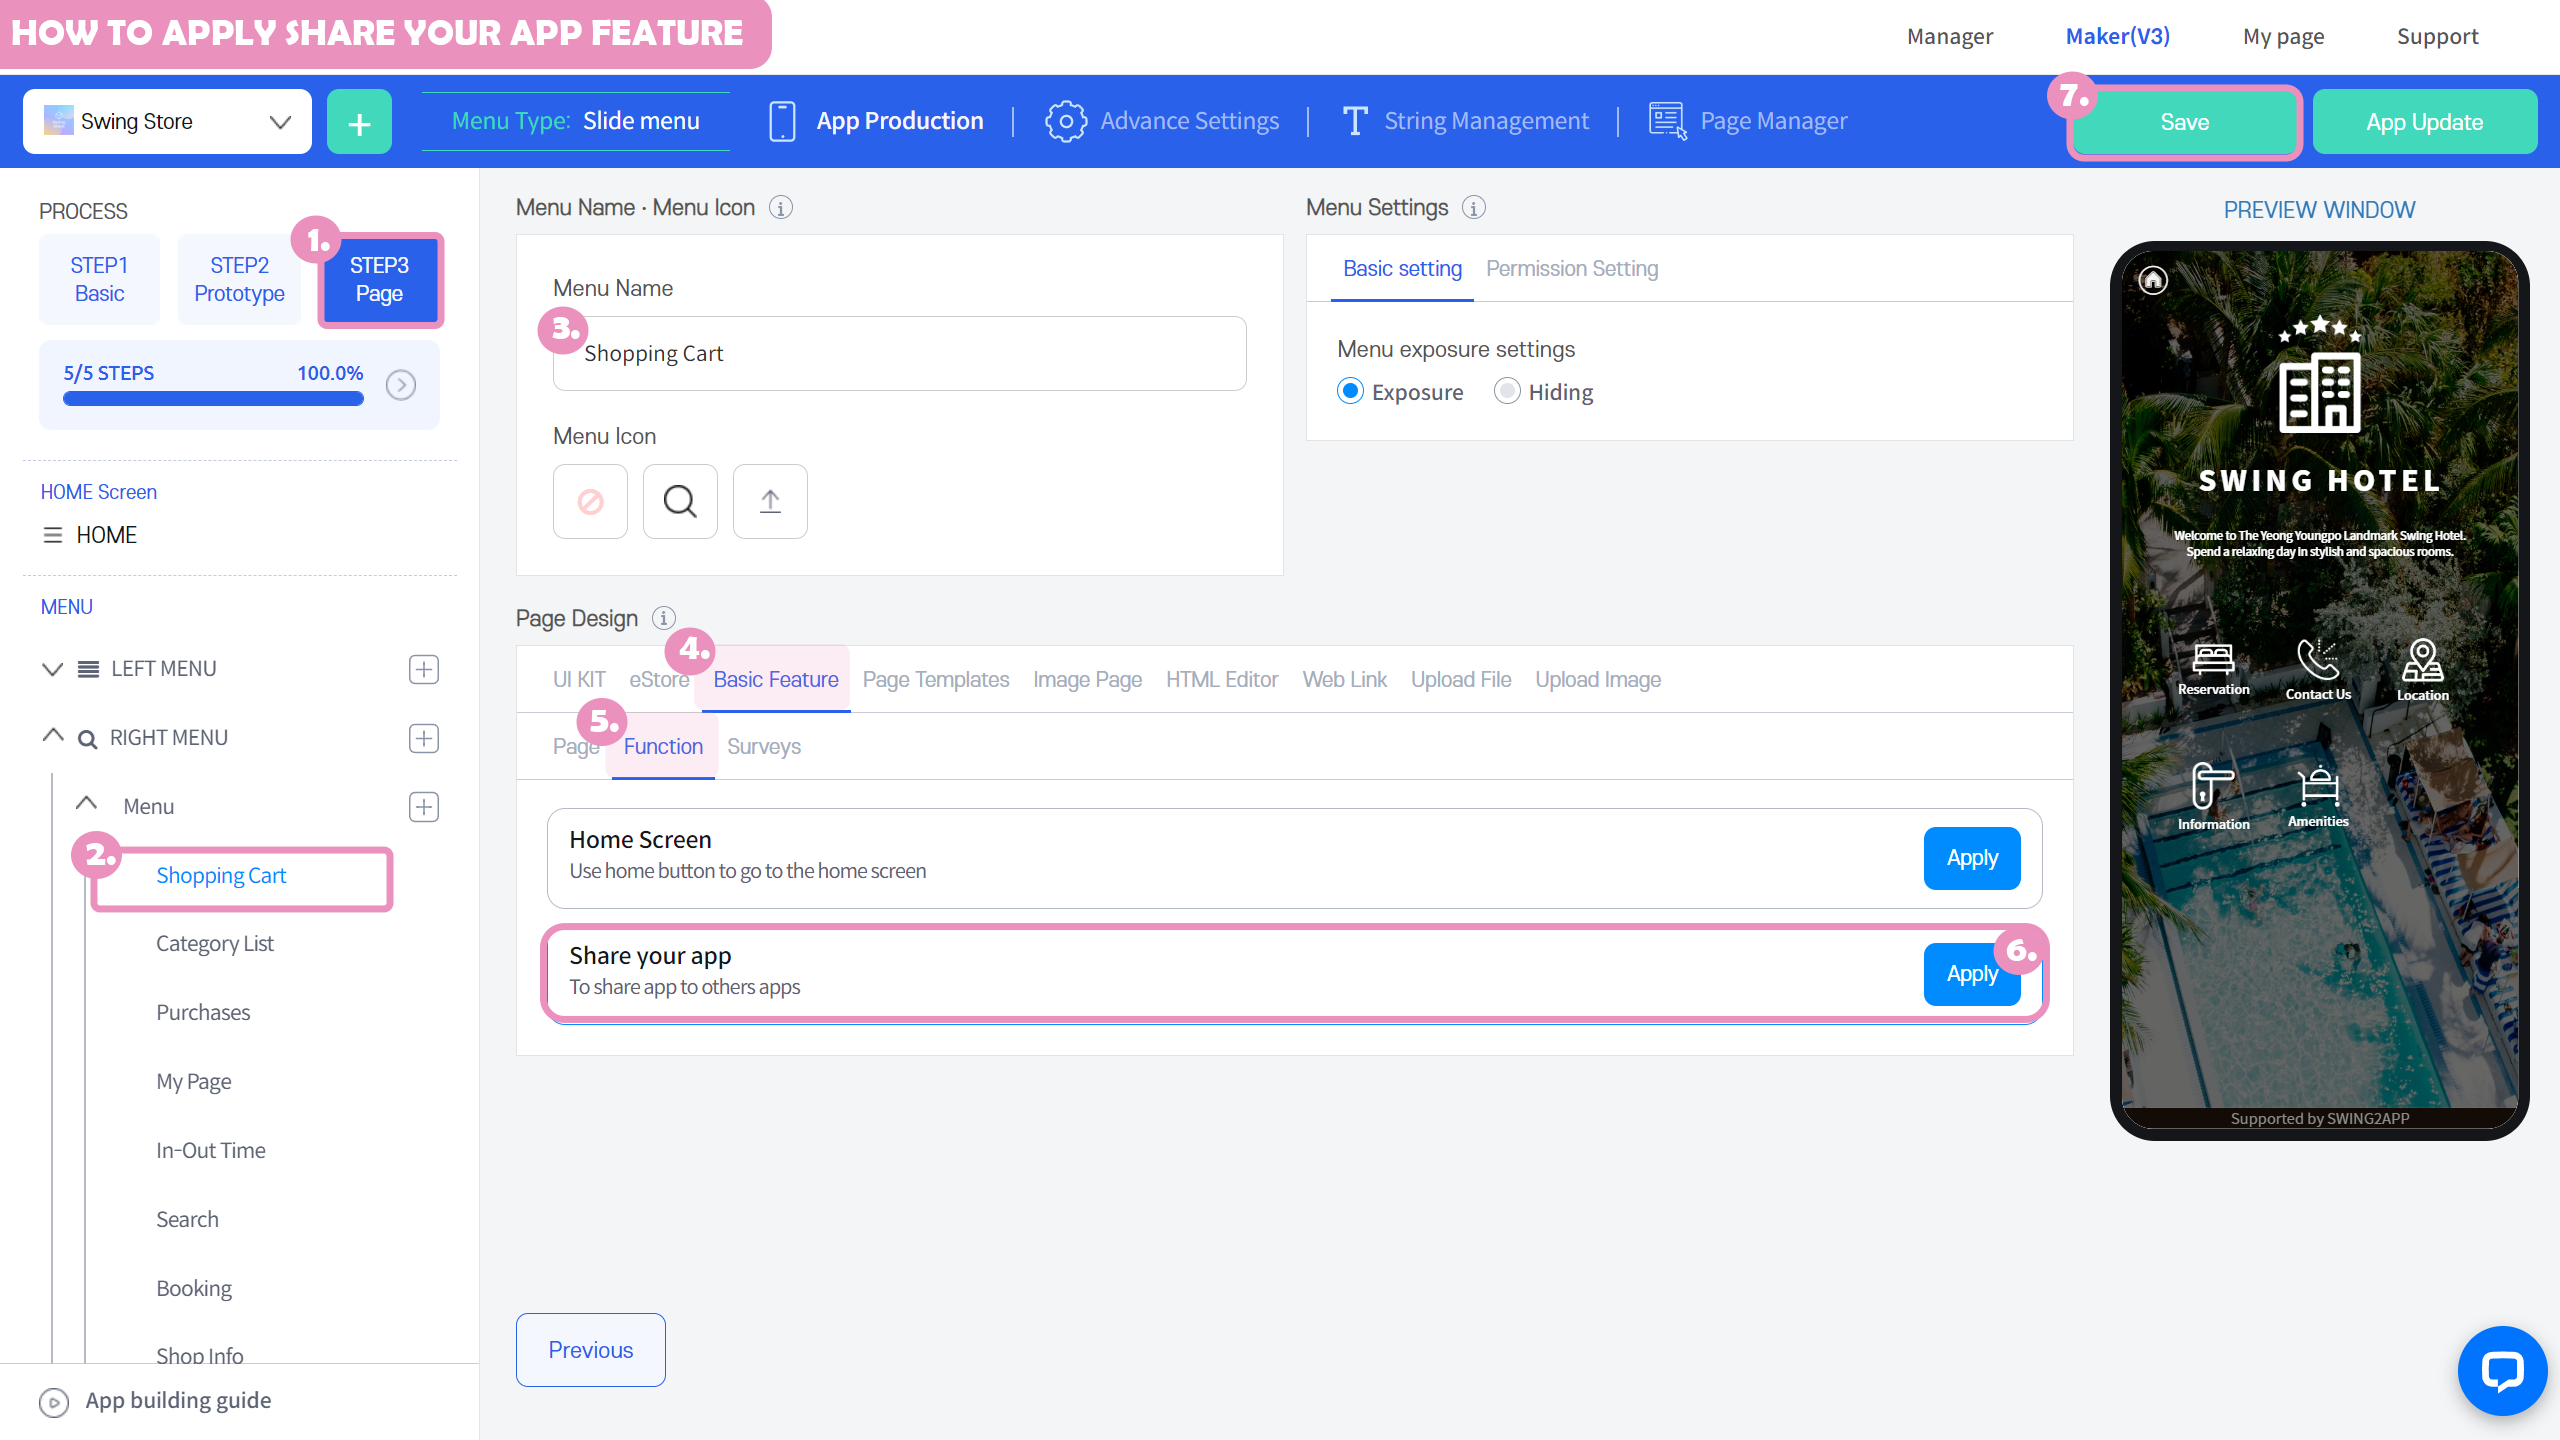 HOW TO APPLY SHARE YOUR APP FEATURE
Manager
Maker(V3)
My page
Support
Swing Store
+
Menu Type: Slide menu
App Production
Advance Settings
String Management
Page Manager
7.
Save
App Update
PROCESS
STEP1
Basic
STEP2
Prototype
1.
STEP3
Page
5/5 STEPS
100.0%
HOME Screen
HOME
MENU
LEFT MENU
RIGHT MENU
Menu
2.
Shopping Cart
Category List
Purchases
My Page
In-Out Time
Search
Booking
Shop Info
App building guide
Menu Name · Menu Icon
Menu Name
3.
Shopping Cart
Menu Icon
Menu Settings
Basic setting
Permission Setting
Menu exposure settings
Exposure
Hiding
Page Design
4.
UI KIT
eStore
Basic Feature
Page Templates
Image Page
HTML Editor
Web Link
Upload File
Upload Image
5.
Page
Function
Surveys
Home Screen
Use home button to go to the home screen
Apply
Share your app
To share app to others apps
Apply
6.
Previous
PREVIEW WINDOW
SWING HOTEL
Welcome to The Yeong Youngpo Landmark Swing Hotel.
Spend a relaxing day in stylish and spacious rooms.
Reservation
Contact Us
Location
Information
Amenities
Supported by SWING2APP